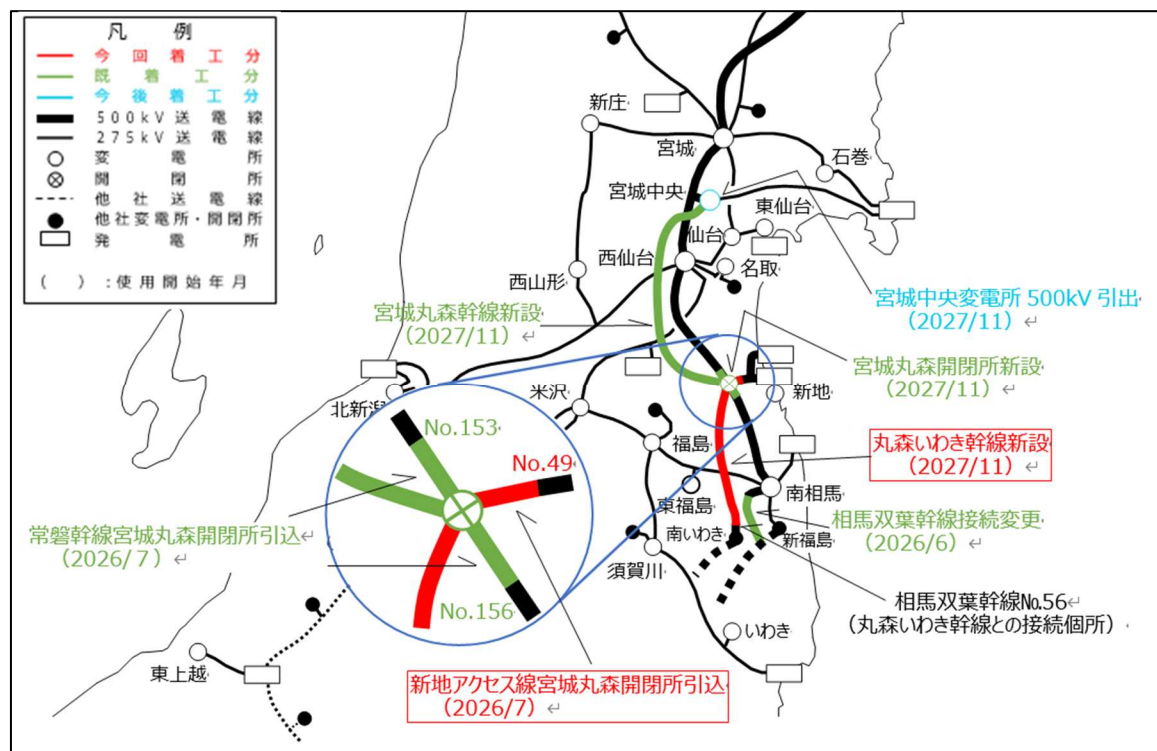 凡例
今回着工分
既着工分
今後着工分
500kV送電線
275kV送電線
変電所
開閉所
他社送電線
他社変電所・開閉所
発電所
( ):使用開始年月
新庄
宮城
石巻
宮城中央
東仙台
仙台
西仙台
名取
西山形
宮城中央変電所 500kV 引出
(2027/11)
宮城丸森幹線新設
(2027/11)
宮城丸森開閉所新設
(2027/11)
新地
米沢
北新潟
福島
No.153
No.49
丸森いわき幹線新設
(2027/11)
南相馬
東福島
常磐幹線宮城丸森開閉所引込
(2026/7)
相馬双葉幹線接続変更
(2026/6)
南いわき
新福島
須賀川
No.156
相馬双葉幹線No.56
(丸森いわき幹線との接続個所)
いわき
東上越
新地アクセス線宮城丸森開閉所引込
(2026/7)